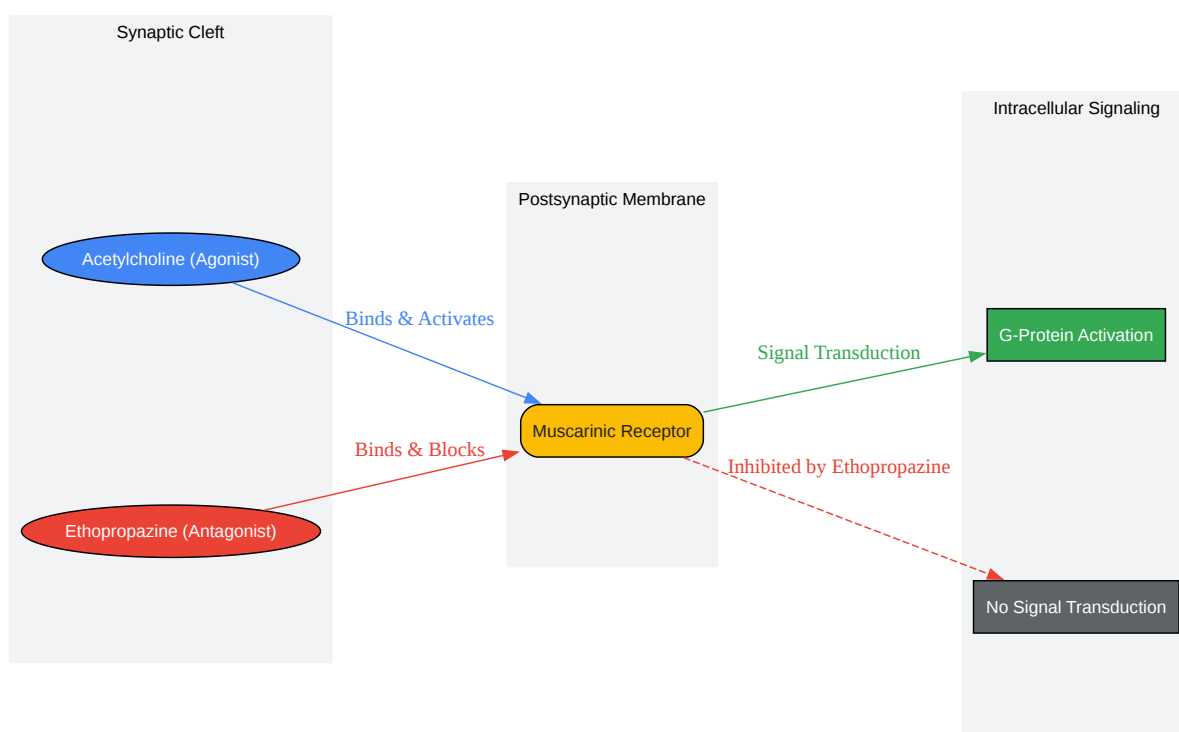 Synaptic Cleft
Acetylcholine (Agonist)
Ethopropazine (Antagonist)
Binds & Activates
Binds & Blocks
Postsynaptic Membrane
Muscarinic Receptor
Signal Transduction
Inhibited by Ethopropazine
Intracellular Signaling
G-Protein Activation
No Signal Transduction